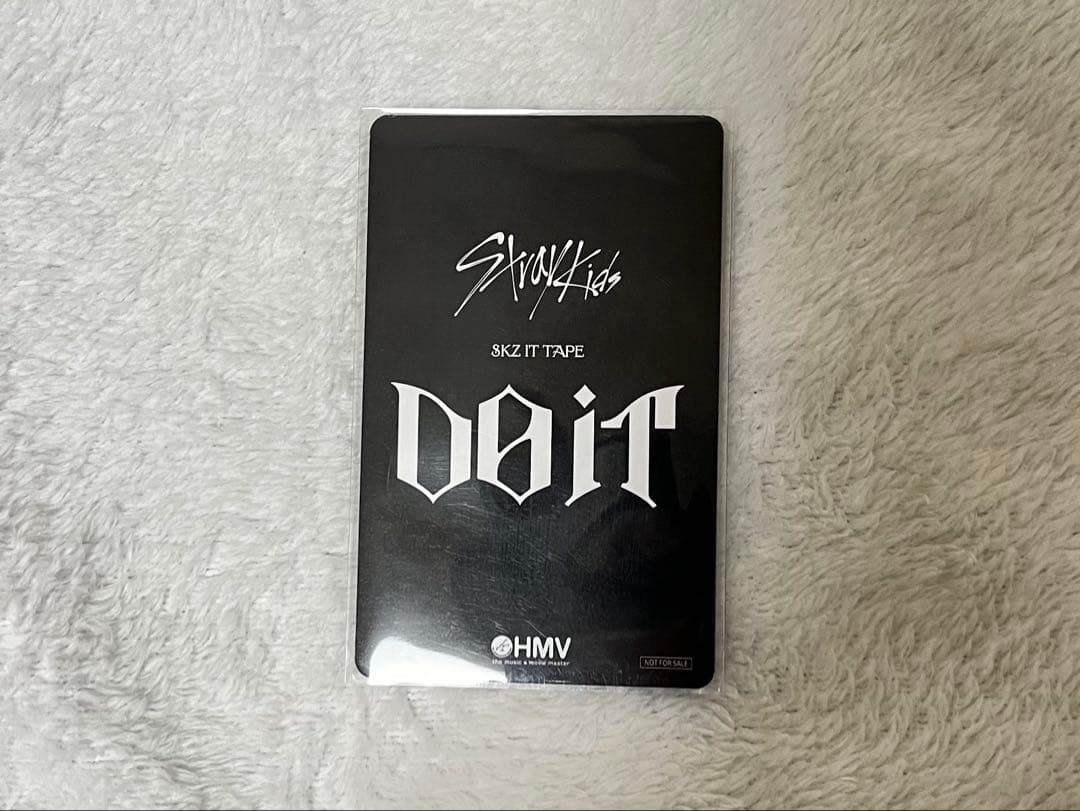 Stray Kids
SKZ IT TAPE
DO IT
HMV
the music & movie master
NOT FOR SALE